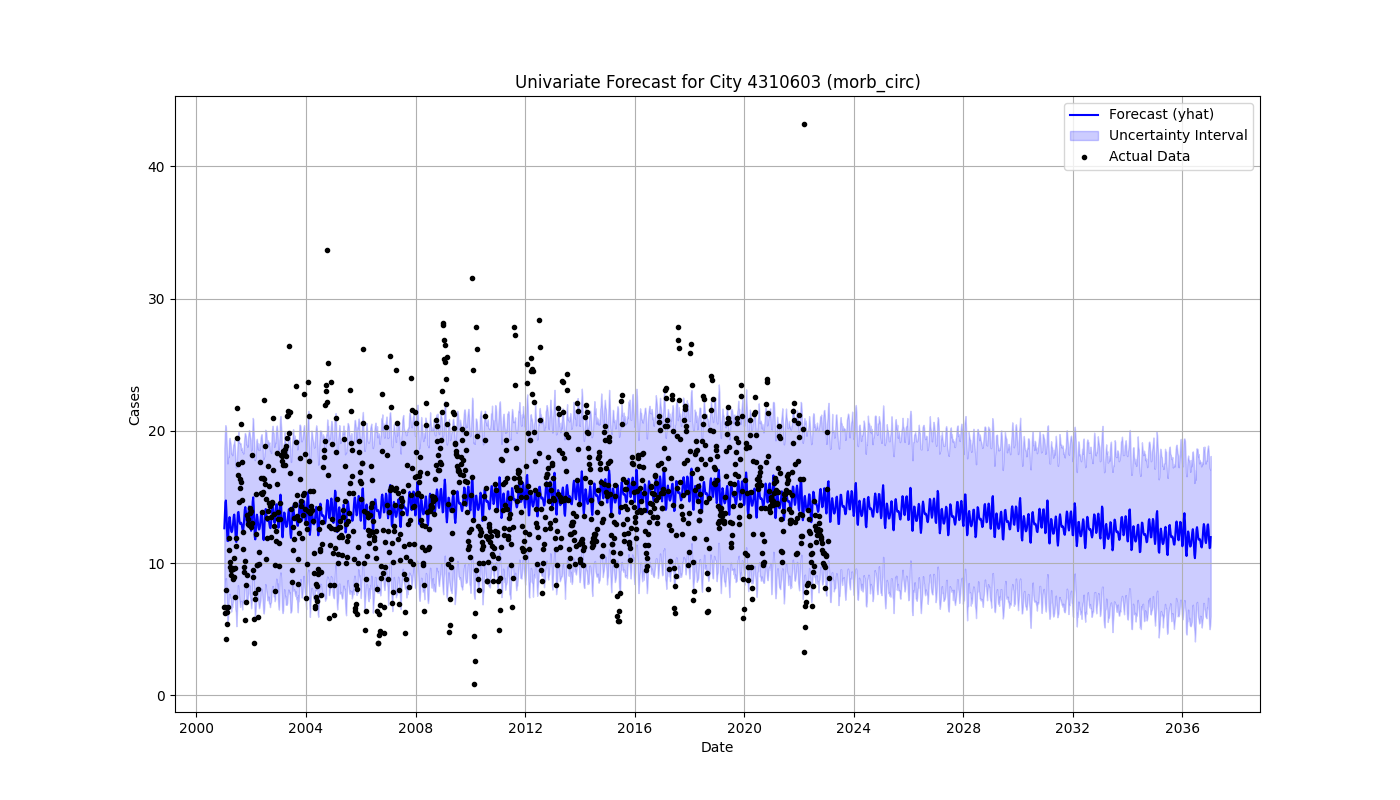 Univariate Forecast for City 4310603 (morb_circ)
Forecast (yhat)
Uncertainty Interval
Actual Data
Cases
40
30
20
10
0
2000 2004 2008 2012 2016 2020 2024 2028 2032 2036
Date